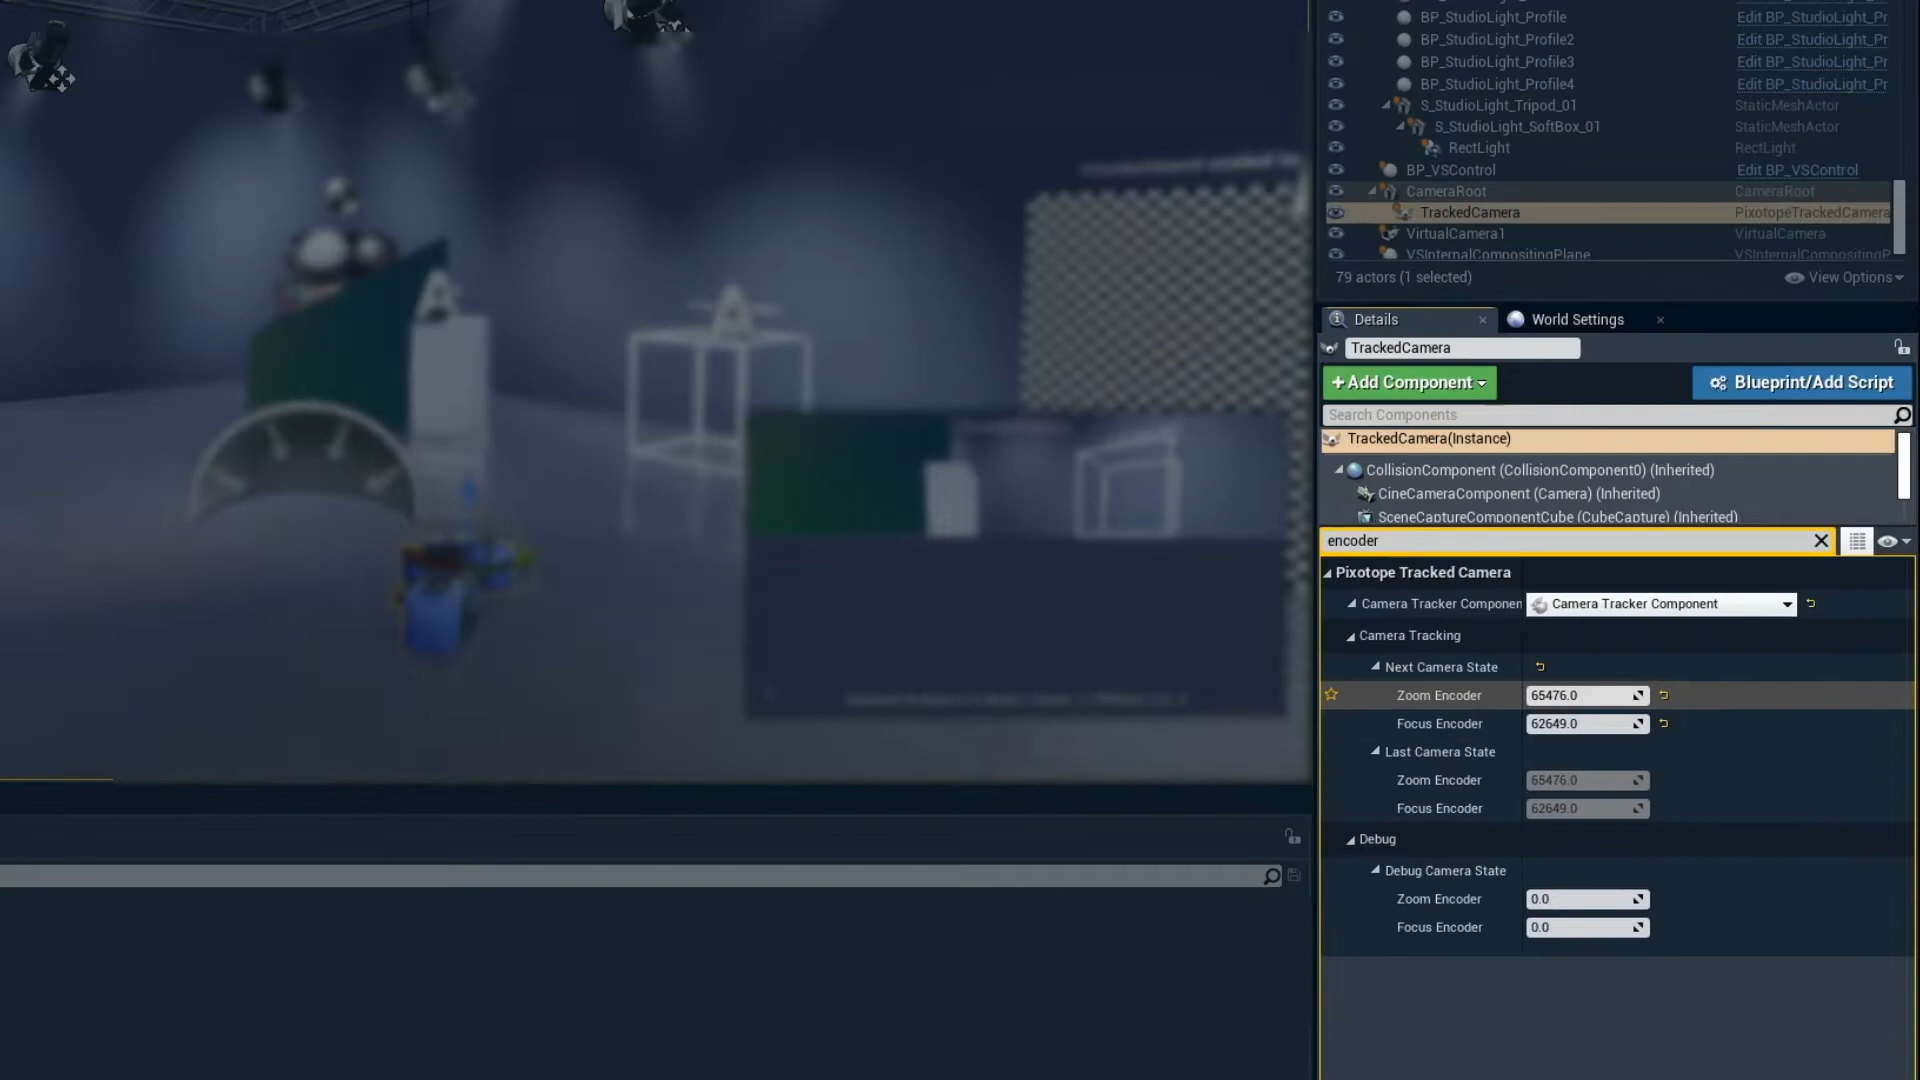 BP_StudioLight_Profile Edit BP_StudioLight_Pr
BP_StudioLight_Profile2 Edit BP_StudioLight_Pr
BP_StudioLight_Profile3 Edit BP_StudioLight_Pr
BP_StudioLight_Profile4 Edit BP_StudioLight_Pr
S_StudioLight_Tripod_01 StaticMeshActor
S_StudioLight_SoftBox_01 StaticMeshActor
RectLight RectLight
BP_VSControl Edit BP_VSControl
CameraRoot CameraRoot
TrackedCamera PixotopeTrackedCamera
VirtualCamera1 VirtualCamera
VSInternalCompositingPlane VSInternalCompositingP
79 actors (1 selected) View Options
Details World Settings
TrackedCamera
+Add Component Blueprint/Add Script
Search Components
TrackedCamera(Instance)
CollisionComponent (CollisionComponent0) (Inherited)
CineCameraComponent (Camera) (Inherited)
SceneCaptureComponentCube (CubeCapture) (Inherited)
encoder
Pixotope Tracked Camera
Camera Tracker Componen Camera Tracker Component
Camera Tracking
Next Camera State
Zoom Encoder 65476.0
Focus Encoder 62649.0
Last Camera State
Zoom Encoder 65476.0
Focus Encoder 62649.0
Debug
Debug Camera State
Zoom Encoder 0.0
Focus Encoder 0.0